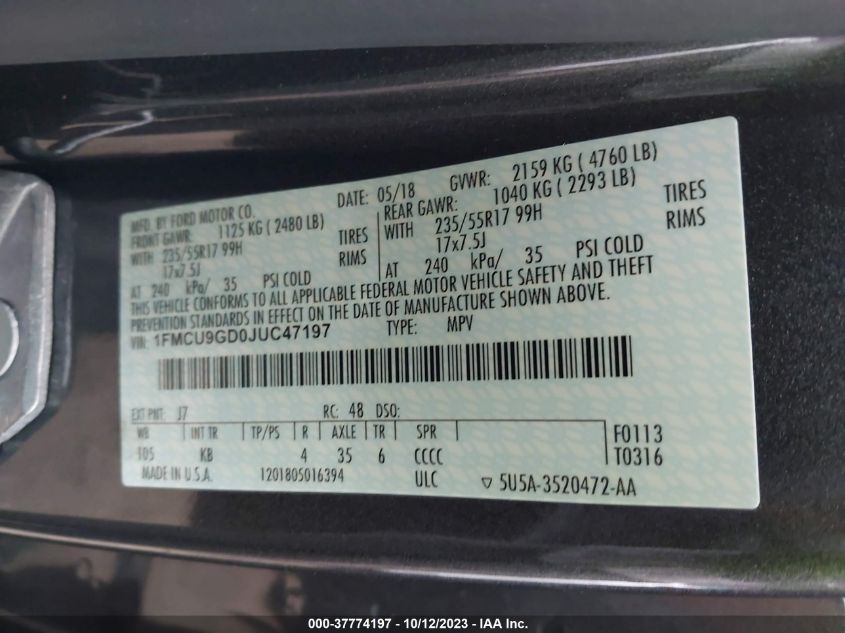 MFD. BY FORD MOTOR CO. DATE: 05/18 GVWR: 2159 KG ( 4760 LB)
FRONT GAWR: 1125 KG ( 2480 LB) REAR GAWR: 1040 KG ( 2293 LB)
WITH 235/55R17 99H TIRES WITH 235/55R17 99H TIRES
17x7.5J RIMS 17x7.5J RIMS
AT 240 kPa/ 35 PSI COLD AT 240 kPa/ 35 PSI COLD
THIS VEHICLE CONFORMS TO ALL APPLICABLE FEDERAL MOTOR VEHICLE SAFETY AND THEFT
PREVENTION STANDARDS IN EFFECT ON THE DATE OF MANUFACTURE SHOWN ABOVE.
VIN: 1FMCU9GD0JUC47197 TYPE: MPV
EXT PNT: J7 RC: 48 DSO:
WB INT TR TP/PS R AXLE TR SPR F0113
105 KB 4 35 6 CCCC T0316
MADE IN U.S.A. 1201805016394 ULC ▽ 5U5A-3520472-AA
000-37774197 - 10/12/2023 - IAA Inc.